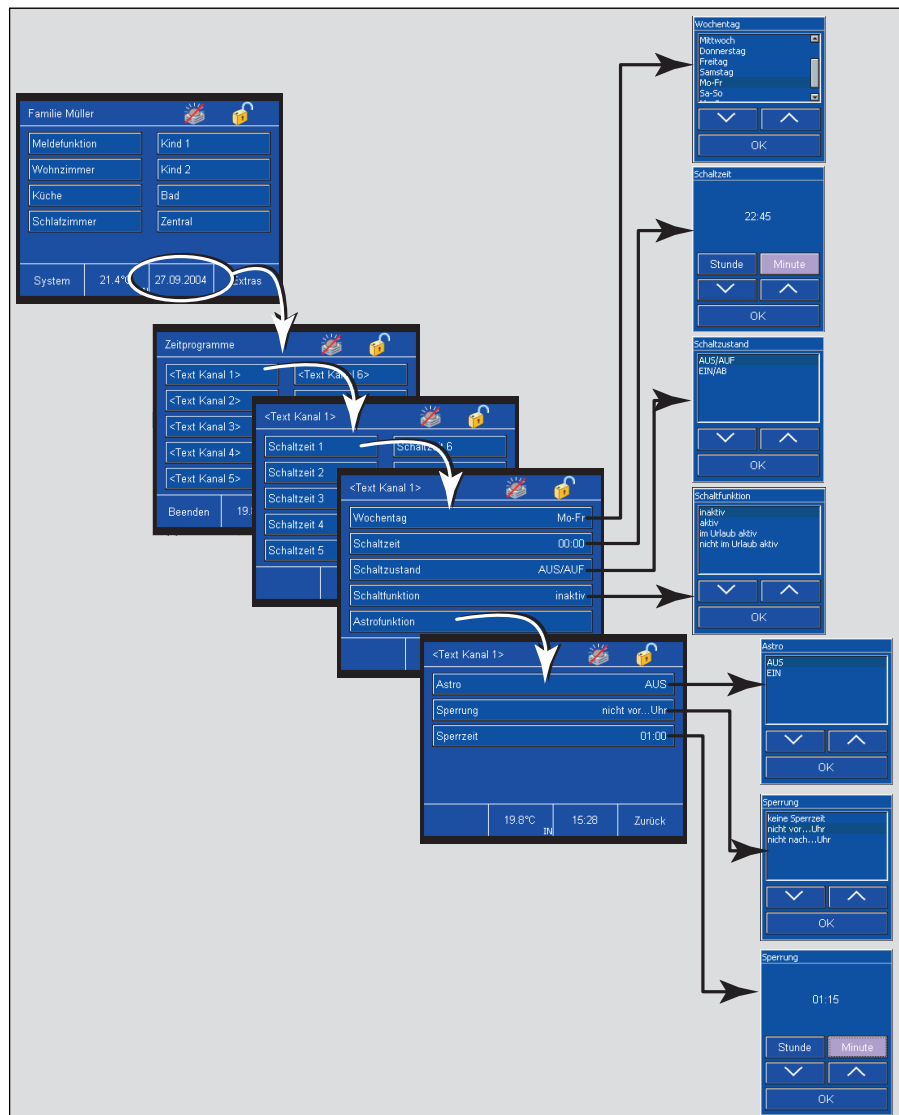 Familie Müller
Meldefunktion
Kind 1
Wohnzimmer
Kind 2
Küche
Bad
Schlafzimmer
Zentral
System
21.4°C
27.09.2004
Extras
Zeitprogramme
<Text Kanal 1>
<Text Kanal 6>
<Text Kanal 2>
<Text Kanal 3>
<Text Kanal 4>
<Text Kanal 5>
Beenden
<Text Kanal 1>
Schaltzeit 1
Schaltzeit 6
Schaltzeit 2
Schaltzeit 3
Schaltzeit 4
Schaltzeit 5
<Text Kanal 1>
Wochentag Mo-Fr
Schaltzeit 00:00
Schaltzustand AUS/AUF
Schaltfunktion inaktiv
Astrofunktion
<Text Kanal 1>
Astro AUS
Sperrung nicht vor...Uhr
Sperrzeit 01:00
19.8°C
IN
15:28
Zurück
Wochentag
Mittwoch
Donnerstag
Freitag
Samstag
Mo-Fr
Sa-So
OK
Schaltzeit
22:45
Stunde
Minute
OK
Schaltzustand
AUS/AUF
EIN/AB
OK
Schaltfunktion
inaktiv
aktiv
im Urlaub aktiv
nicht im Urlaub aktiv
OK
Astro
AUS
EIN
OK
Sperrung
keine Sperrzeit
nicht vor...Uhr
nicht nach...Uhr
OK
Sperrung
01:15
Stunde
Minute
OK